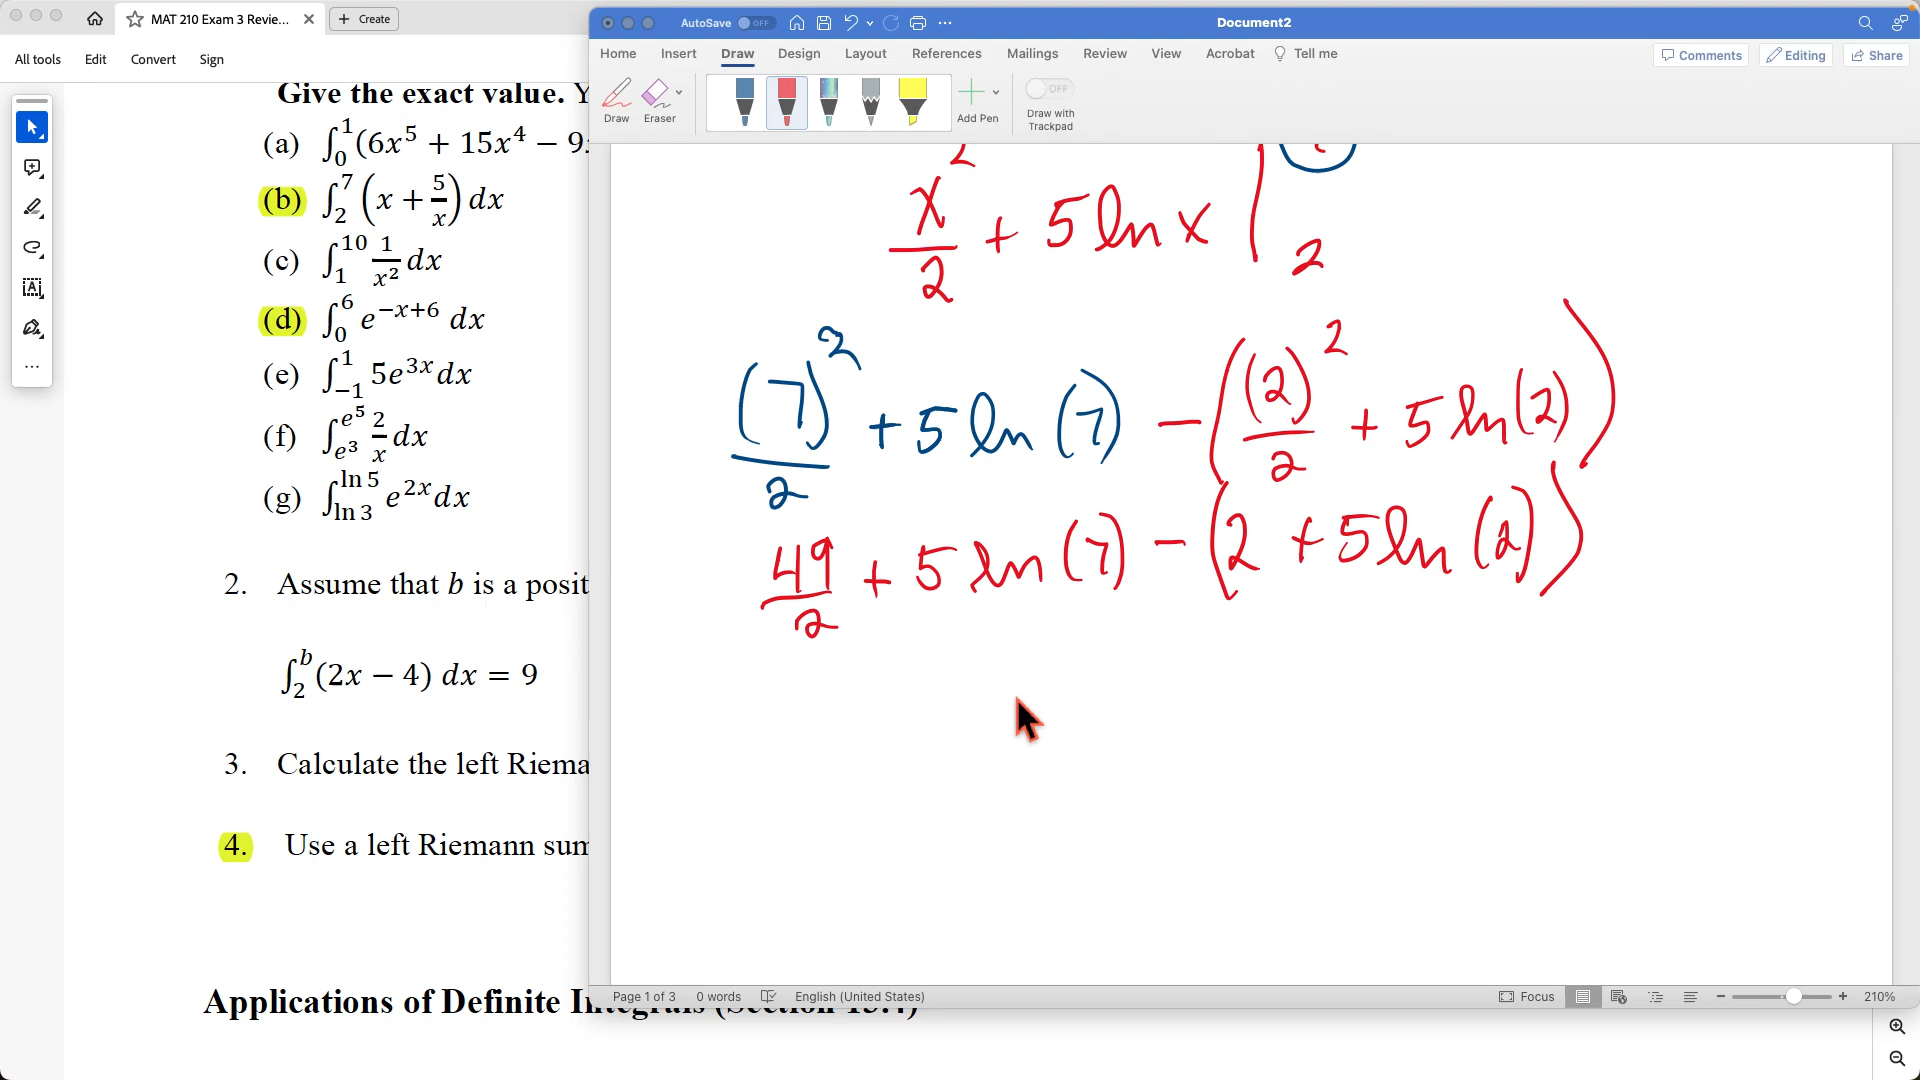 MAT 210 Exam 3 Revie... × + Create
All tools Edit Convert Sign
Give the exact value.
(a) ∫₀¹ (6x⁵ + 15x⁴ − 9
(b) ∫₂⁷ (x + 5/x) dx
(c) ∫₁¹⁰ 1/x² dx
(d) ∫₀⁶ e^(−x+6) dx
(e) ∫₋₁¹ 5e^(3x) dx
(f) ∫_(e³)^(e⁵) 2/x dx
(g) ∫_(ln 3)^(ln 5) e^(2x) dx
2. Assume that b is a posit
∫₂ᵇ (2x − 4) dx = 9
3. Calculate the left Riema
4. Use a left Riemann sum
Applications of Definite Integrals (Section 13.4)
AutoSave OFF Document2
Home Insert Draw Design Layout References Mailings Review View Acrobat Tell me Comments Editing Share
Draw Eraser Add Pen OFF Draw with Trackpad
x²/2 + 5 ln x | 2
(7)²/2 + 5 ln (7) − ((2)²/2 + 5 ln (2))
49/2 + 5 ln (7) − (2 + 5 ln (2))
Page 1 of 3 0 words English (United States) Focus − + 210%